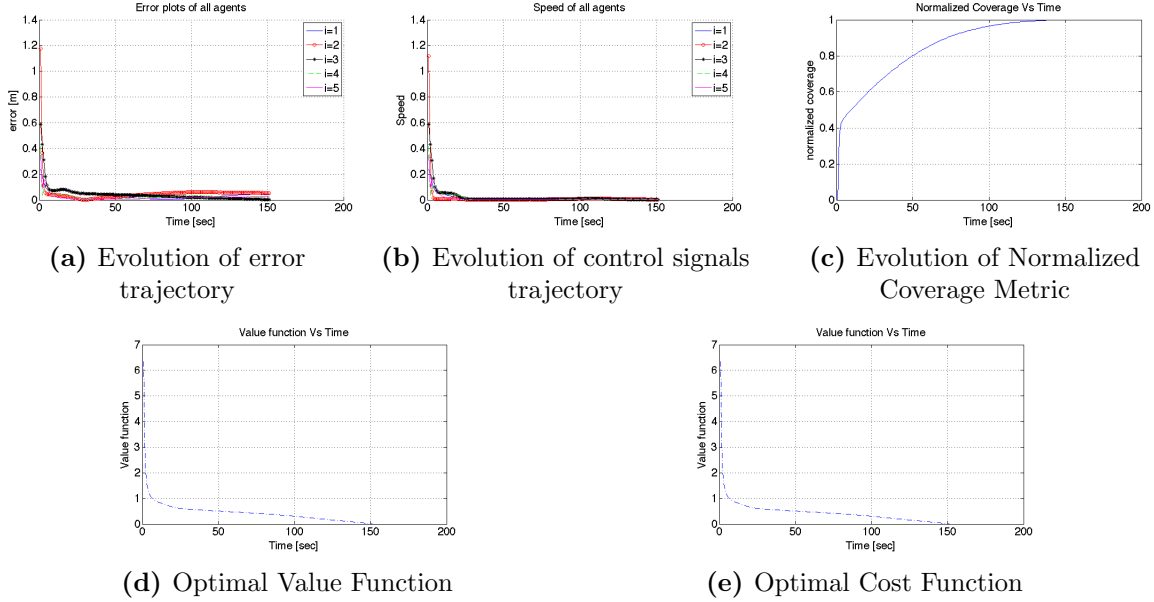 Error plots of all agents
1.4
1.2
1
0.8
0.6
0.4
0.2
0
error [m]
i=1
i=2
i=3
i=4
i=5
0 50 100 150 200
Time [sec]
(a) Evolution of error
trajectory
Speed of all agents
1.4
1.2
1
0.8
0.6
0.4
0.2
0
Speed
i=1
i=2
i=3
i=4
i=5
0 50 100 150 200
Time [sec]
(b) Evolution of control signals
trajectory
Normalized Coverage Vs Time
1
0.8
0.6
0.4
0.2
0
normalized coverage
0 50 100 150 200
Time [sec]
(c) Evolution of Normalized
Coverage Metric
Value function Vs Time
7
6
5
4
3
2
1
0
Value function
0 50 100 150 200
Time [sec]
(d) Optimal Value Function
Value function Vs Time
7
6
5
4
3
2
1
0
Value function
0 50 100 150 200
Time [sec]
(e) Optimal Cost Function